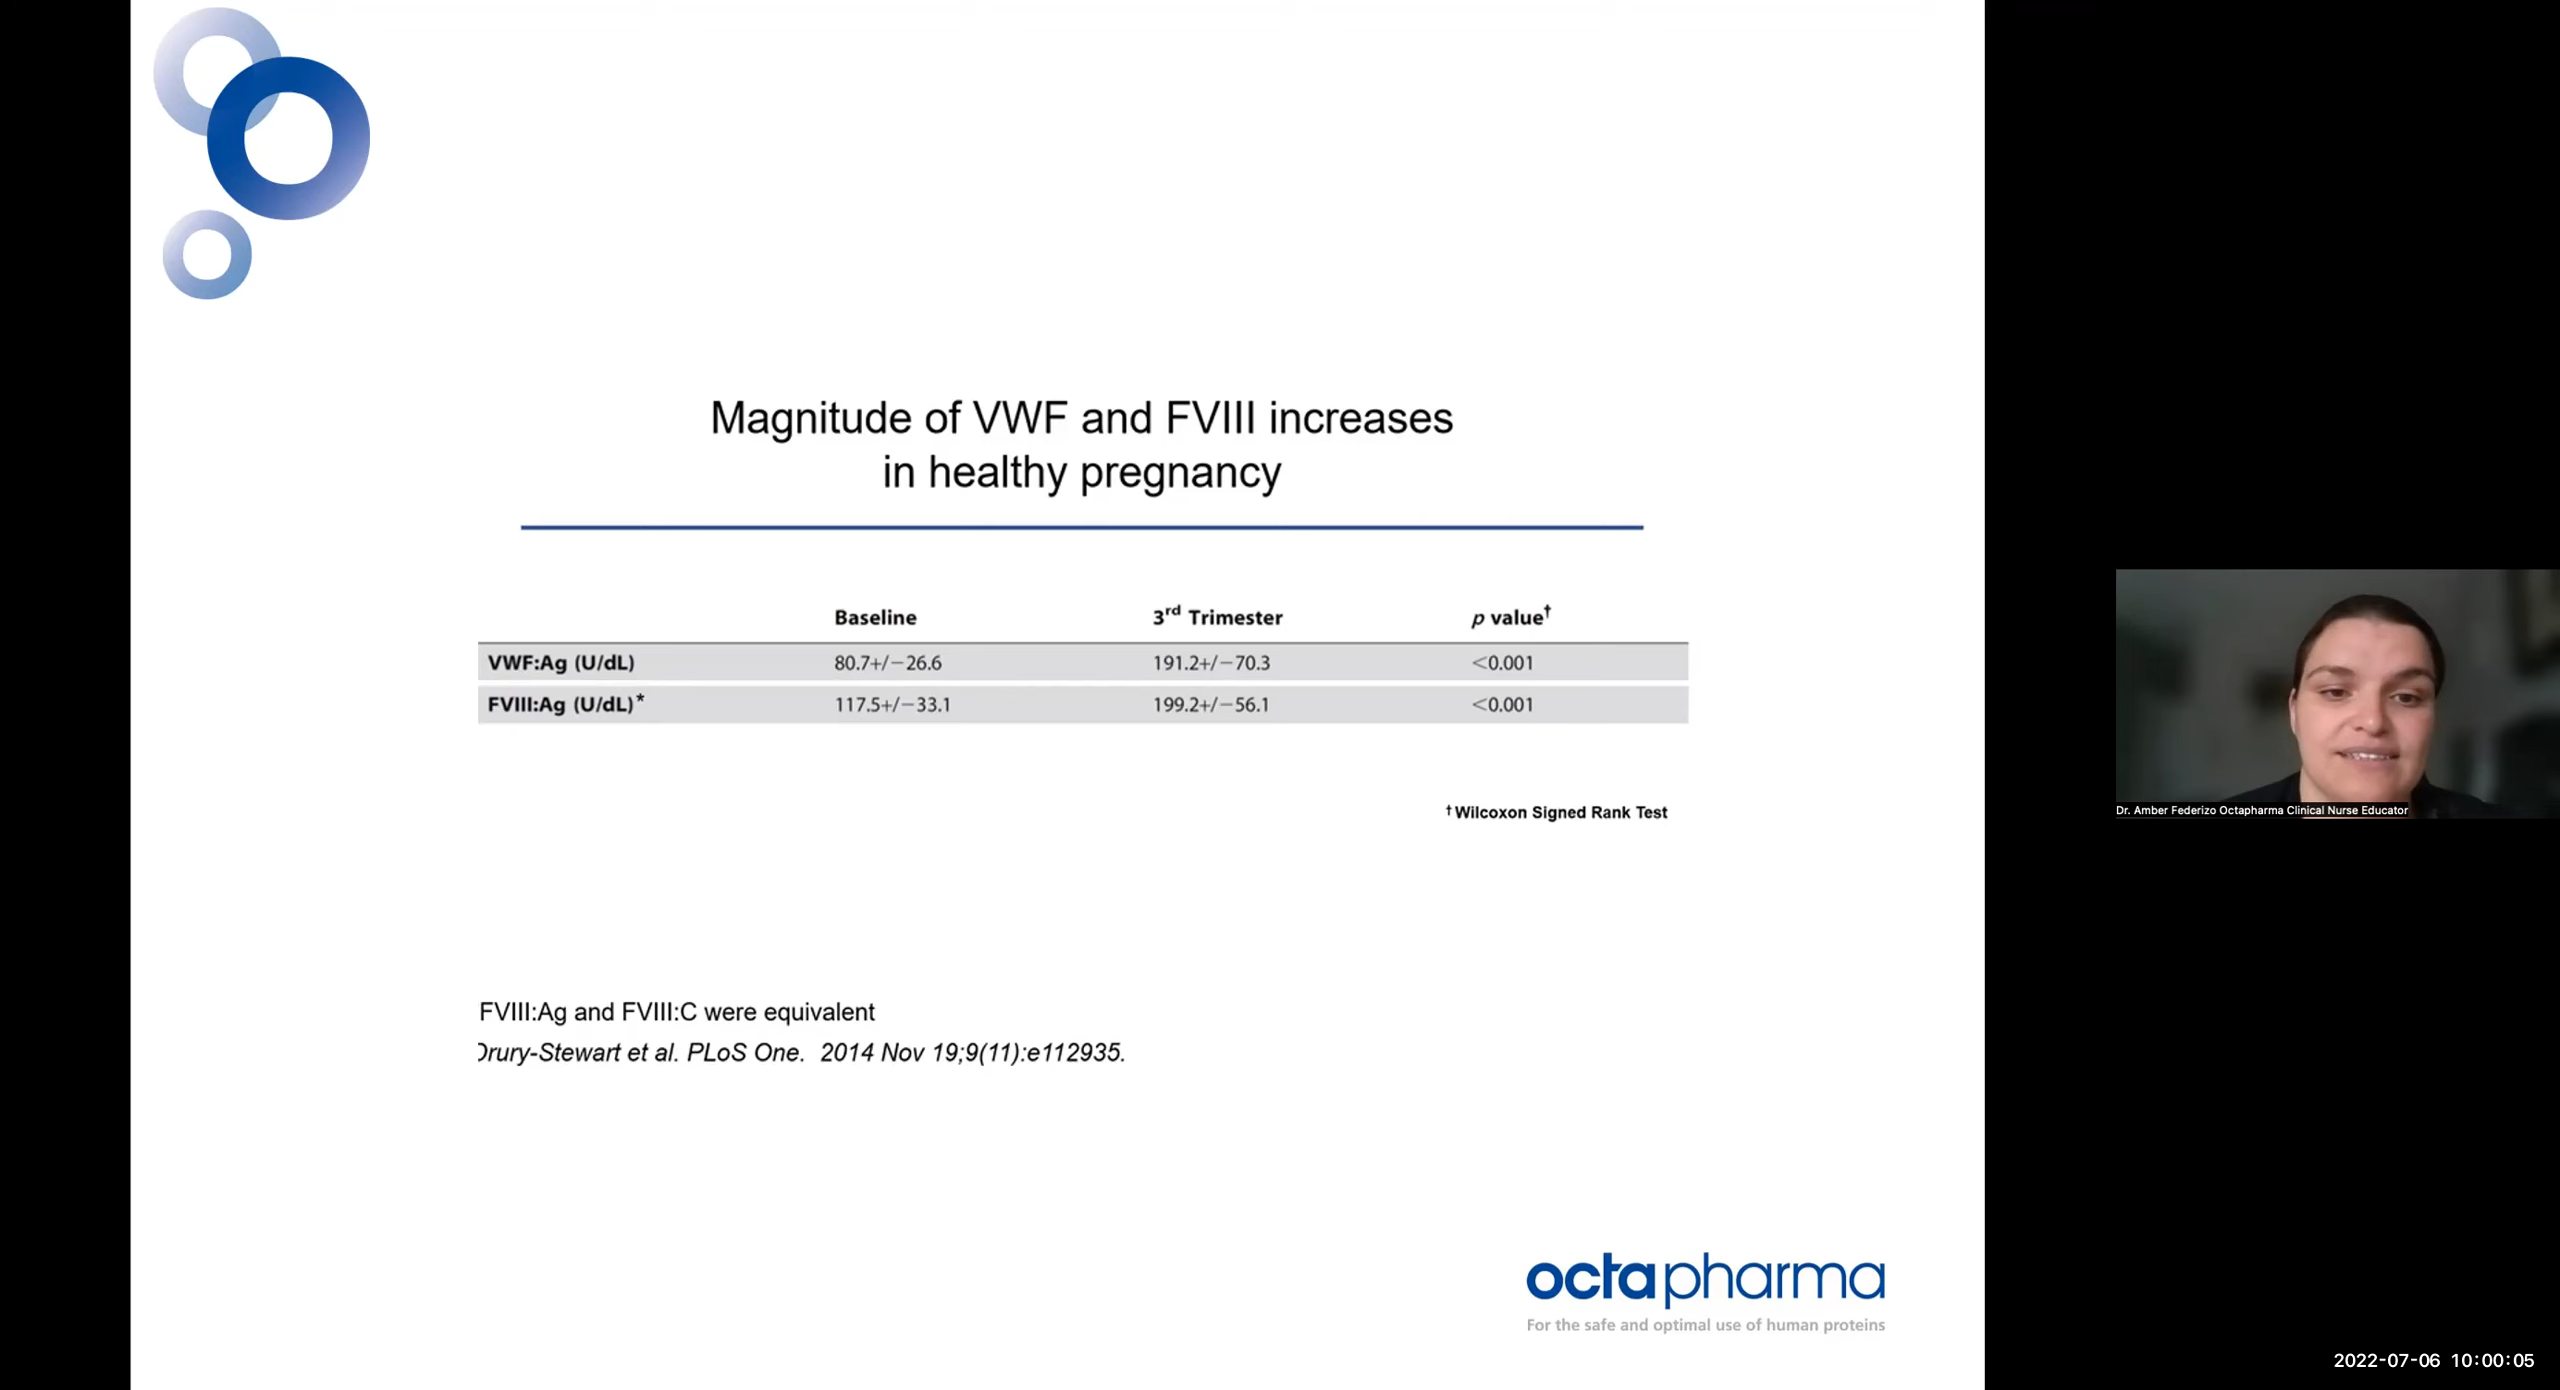 Magnitude of VWF and FVIII increases
in healthy pregnancy
Baseline 3rd Trimester p value†
VWF:Ag (U/dL) 80.7+/−26.6 191.2+/−70.3 <0.001
FVIII:Ag (U/dL)* 117.5+/−33.1 199.2+/−56.1 <0.001
†Wilcoxon Signed Rank Test
FVIII:Ag and FVIII:C were equivalent
Drury-Stewart et al. PLoS One. 2014 Nov 19;9(11):e112935.
octapharma
For the safe and optimal use of human proteins
Dr. Amber Federizo Octapharma Clinical Nurse Educator
2022-07-06 10:00:05